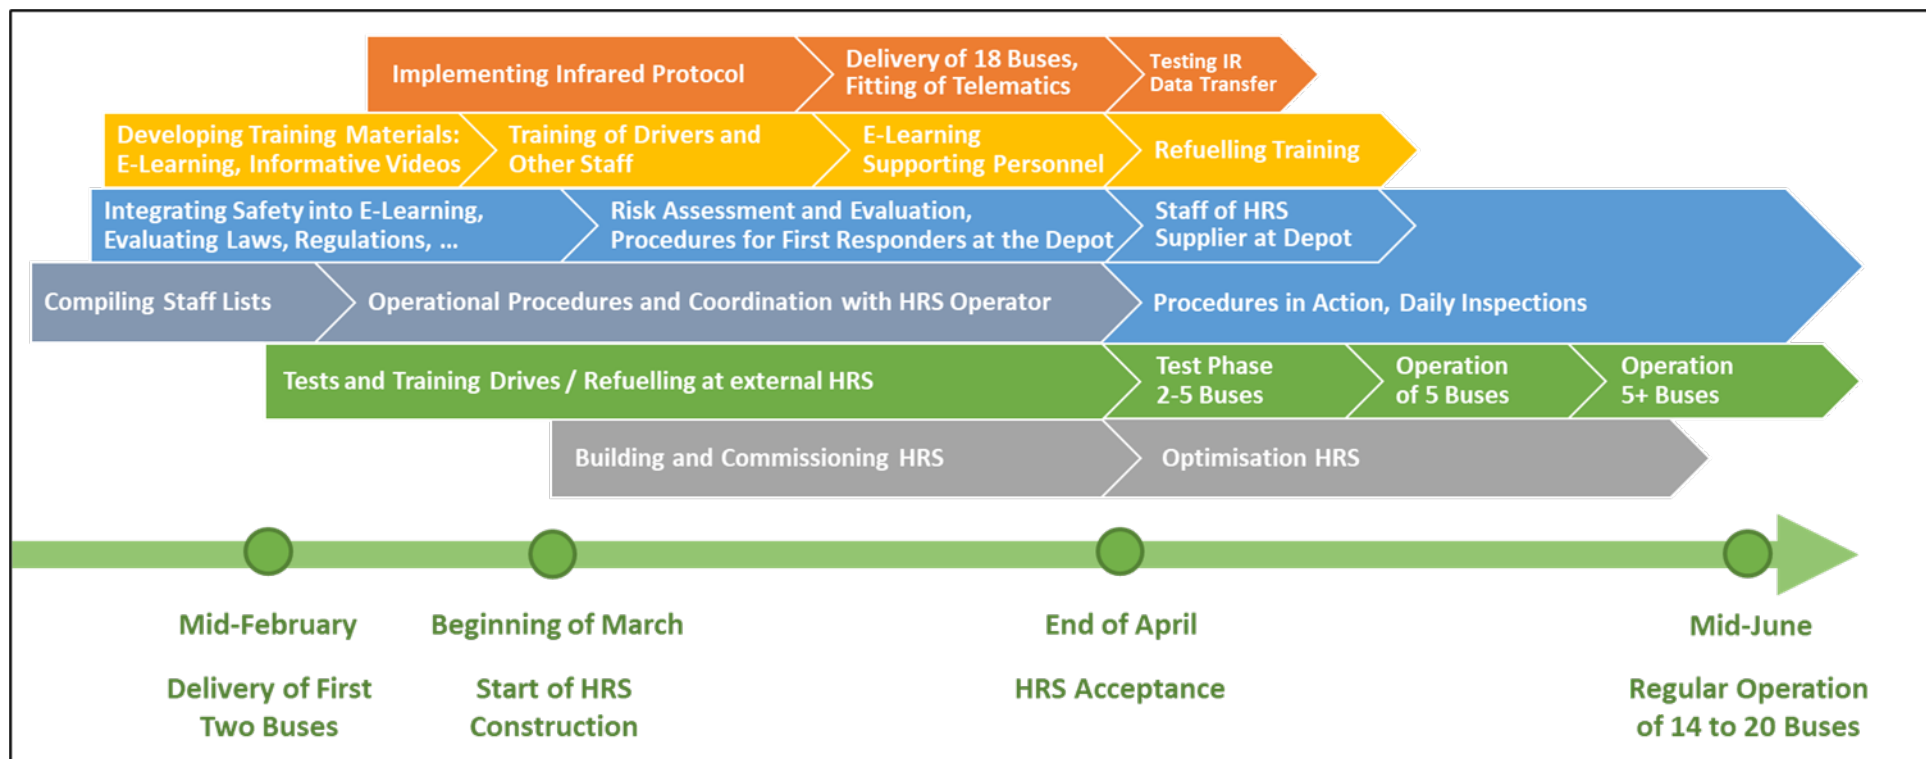 Implementing Infrared Protocol
Delivery of 18 Buses,
Fitting of Telematics
Testing IR
Data Transfer
Developing Training Materials:
E-Learning, Informative Videos
Training of Drivers and
Other Staff
E-Learning
Supporting Personnel
Refuelling Training
Integrating Safety into E-Learning,
Evaluating Laws, Regulations, ...
Risk Assessment and Evaluation,
Procedures for First Responders at the Depot
Staff of HRS
Supplier at Depot
Compiling Staff Lists
Operational Procedures and Coordination with HRS Operator
Procedures in Action, Daily Inspections
Tests and Training Drives / Refuelling at external HRS
Test Phase
2-5 Buses
Operation
of 5 Buses
Operation
5+ Buses
Building and Commissioning HRS
Optimisation HRS
Mid-February
Delivery of First
Two Buses
Beginning of March
Start of HRS
Construction
End of April
HRS Acceptance
Mid-June
Regular Operation
of 14 to 20 Buses